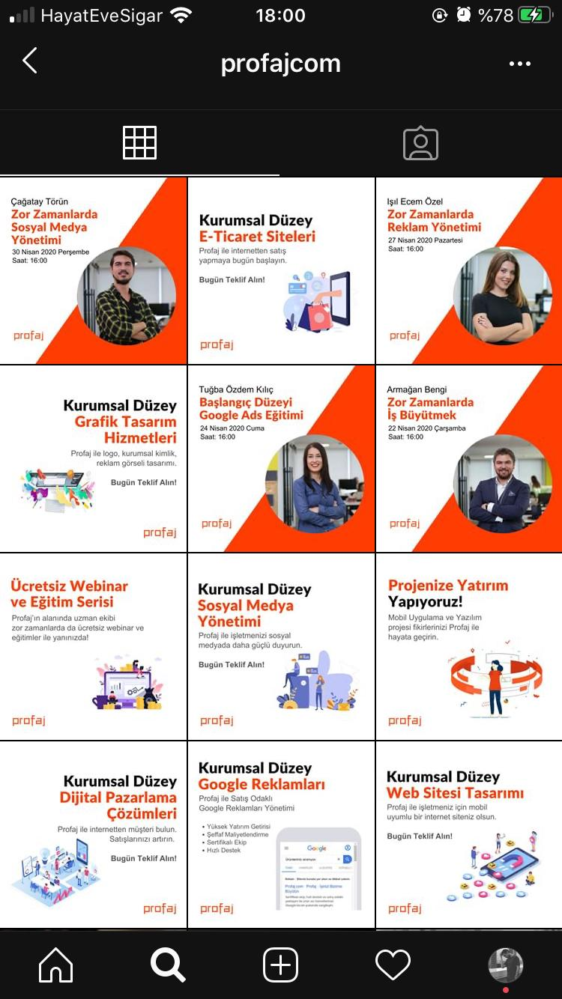 HayatEveSigar 18:00 %78
profajcom
Çağatay Törün
Zor Zamanlarda
Sosyal Medya
Yönetimi
30 Nisan 2020 Perşembe
Saat: 16:00
profaj
Kurumsal Düzey
E-Ticaret Siteleri
Profaj ile internetten satış
yapmaya bugün başlayın.
Bugün Teklif Alın!
profaj
Işıl Ecem Özel
Zor Zamanlarda
Reklam Yönetimi
27 Nisan 2020 Pazartesi
Saat: 16:00
profaj
Kurumsal Düzey
Grafik Tasarım
Hizmetleri
Profaj ile logo, kurumsal kimlik,
reklam görseli tasarımı.
Bugün Teklif Alın!
profaj
Tuğba Özdem Kılıç
Başlangıç Düzeyi
Google Ads Eğitimi
24 Nisan 2020 Cuma
Saat: 16:00
profaj
Armağan Bengi
Zor Zamanlarda
İş Büyütmek
22 Nisan 2020 Çarşamba
Saat: 16:00
profaj
Ücretsiz Webinar
ve Eğitim Serisi
Profaj'ın alanında uzman ekibi
zor zamanlarda da ücretsiz webinar ve
eğitimler ile yanınızda!
profaj
Kurumsal Düzey
Sosyal Medya
Yönetimi
Profaj ile işletmenizi sosyal
medyada daha güçlü duyurun.
Bugün Teklif Alın!
profaj
Projenize Yatırım
Yapıyoruz!
Mobil Uygulama ve Yazılım
projesi fikirlerinizi Profaj ile
hayata geçirin.
profaj
Kurumsal Düzey
Dijital Pazarlama
Çözümleri
Profaj ile internetten müşteri bulun.
Satışlarınızı artırın.
Bugün Teklif Alın!
profaj
Kurumsal Düzey
Google Reklamları
Profaj ile Satış Odaklı
Google Reklamları Yönetimi
• Yüksek Yatırım Getirisi
• Şeffaf Maliyetlendirme
• Sertifikalı Ekip
• Hızlı Destek
Google
profaj
Kurumsal Düzey
Web Sitesi Tasarımı
Profaj ile işletmeniz için mobil
uyumlu bir internet siteniz olsun.
Bugün Teklif Alın!
profaj